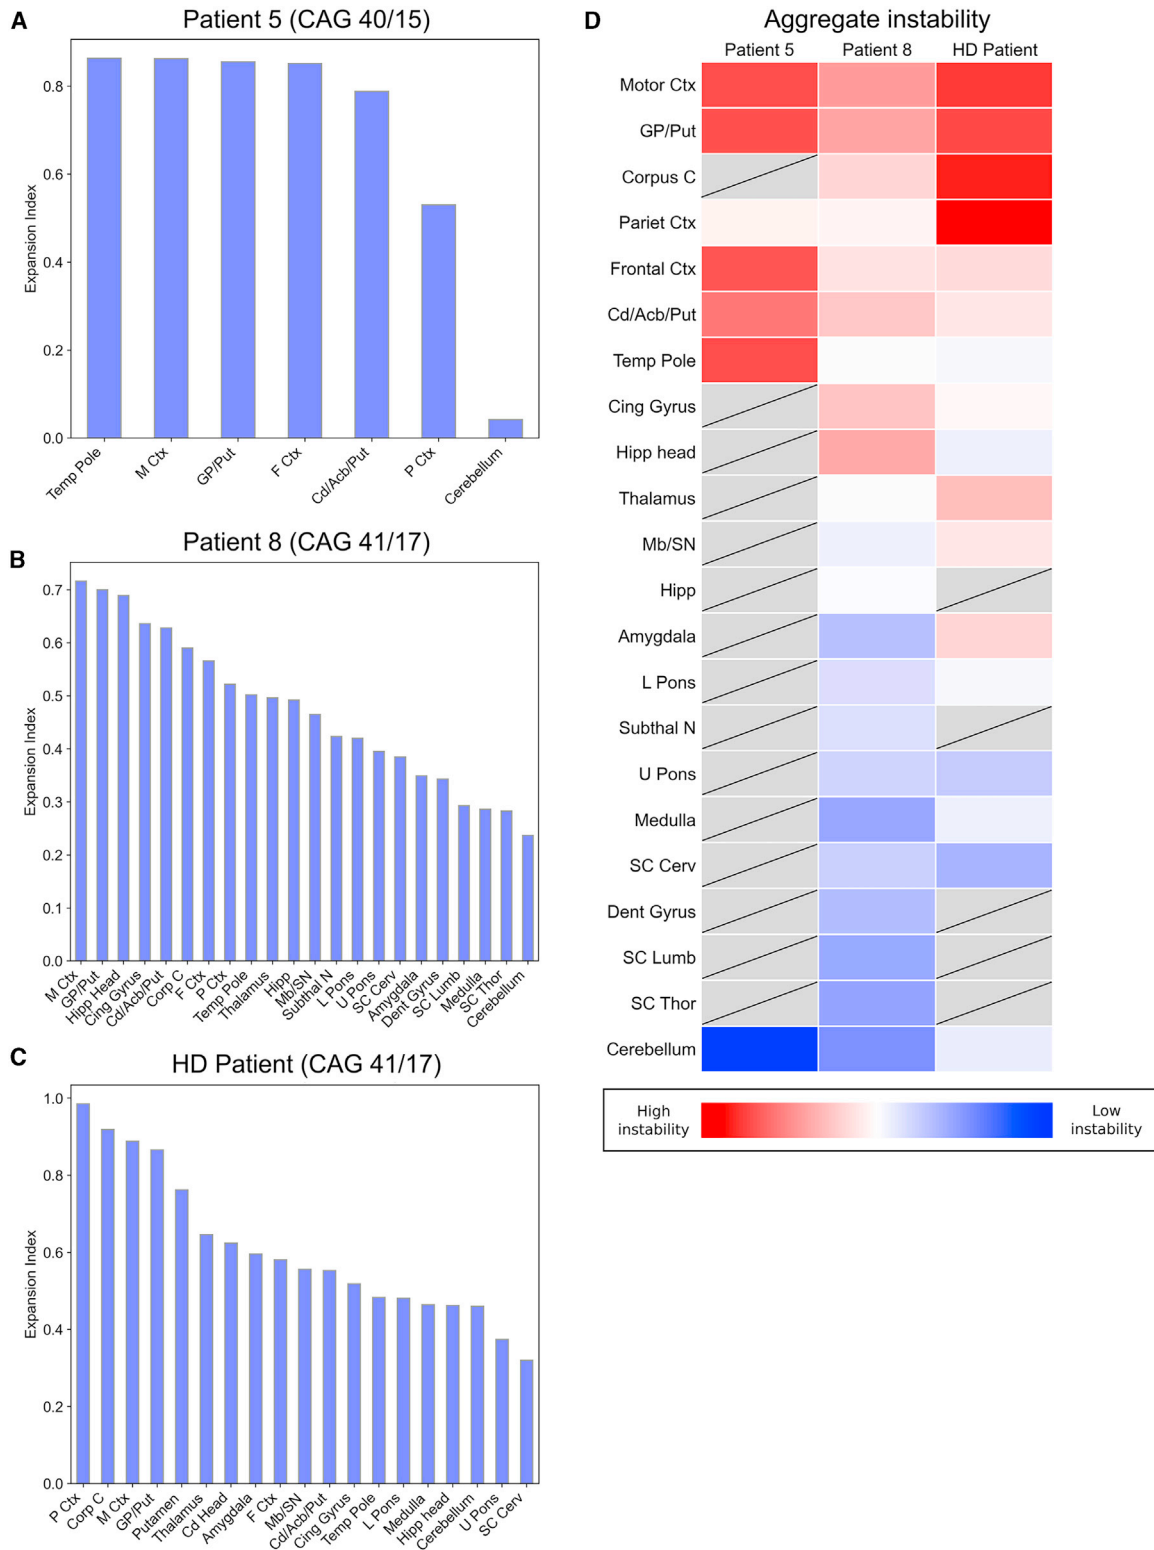 A
Patient 5 (CAG 40/15)
Expansion Index
0.8
0.6
0.4
0.2
0.0
Temp Pole
M Ctx
GP/Put
F Ctx
Cd/Acb/Put
P Ctx
Cerebellum
B
Patient 8 (CAG 41/17)
Expansion Index
0.7
0.6
0.5
0.4
0.3
0.2
0.1
0.0
M Ctx
GP/Put
Hipp Head
Cing Gyrus
Cd/Acb/Put
Corp C
F Ctx
P Ctx
Temp Pole
Thalamus
Hipp
Mb/SN
Subthal N
L Pons
U Pons
SC Cerv
Amygdala
Dent Gyrus
SC Lumb
Medulla
SC Thor
Cerebellum
C
HD Patient (CAG 41/17)
Expansion Index
1.0
0.8
0.6
0.4
0.2
0.0
P Ctx
Corp C
M Ctx
GP/Put
Putamen
Thalamus
Cd Head
Amygdala
F Ctx
Mb/SN
Cd/Acb/Put
Cing Gyrus
Temp Pole
L Pons
Medulla
Hipp head
Cerebellum
U Pons
SC Cerv
D
Aggregate instability
Patient 5 Patient 8 HD Patient
Motor Ctx
GP/Put
Corpus C
Pariet Ctx
Frontal Ctx
Cd/Acb/Put
Temp Pole
Cing Gyrus
Hipp head
Thalamus
Mb/SN
Hipp
Amygdala
L Pons
Subthal N
U Pons
Medulla
SC Cerv
Dent Gyrus
SC Lumb
SC Thor
Cerebellum
High
instability
Low
instability